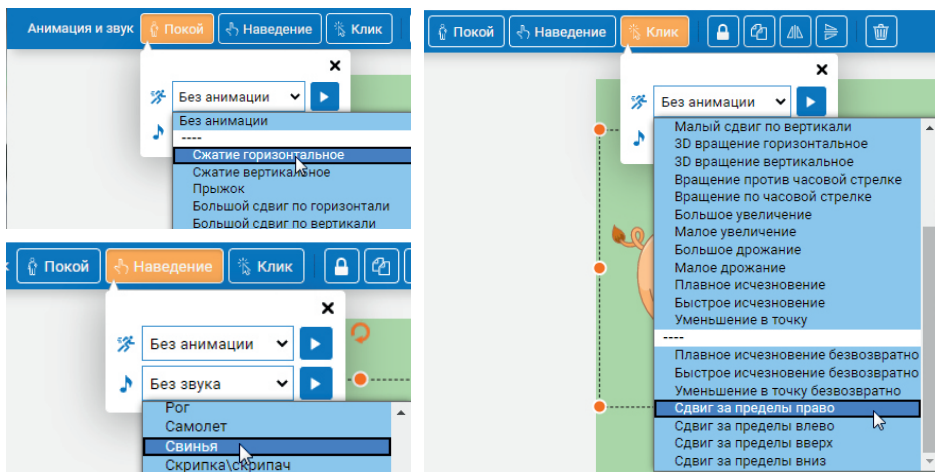 Анимация и звук Покой Наведение Клик
Без анимации
Без анимации
----
Сжатие горизонтальное
Сжатие вертикальное
Прыжок
Большой сдвиг по горизонтали
Большой сдвиг по вертикали
Покой Наведение Клик
Без анимации
Без звука
Рог
Самолет
Свинья
Скрипка\скрипач
Покой Наведение Клик
Без анимации
Малый сдвиг по вертикали
3D вращение горизонтальное
3D вращение вертикальное
Вращение против часовой стрелке
Вращение по часовой стрелке
Большое увеличение
Малое увеличение
Большое дрожание
Малое дрожание
Плавное исчезновение
Быстрое исчезновение
Уменьшение в точку
----
Плавное исчезновение безвозвратно
Быстрое исчезновение безвозвратно
Уменьшение в точку безвозвратно
Сдвиг за пределы право
Сдвиг за пределы влево
Сдвиг за пределы вверх
Сдвиг за пределы вниз